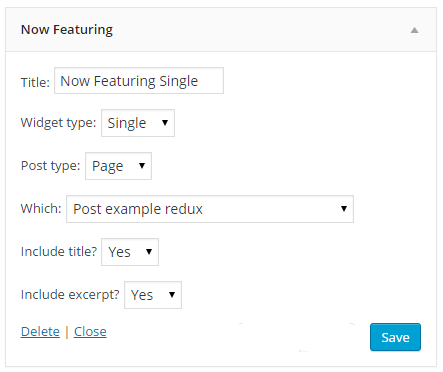 Now Featuring
Title: Now Featuring Single
Widget type: Single
Post type: Page
Which: Post example redux
Include title? Yes
Include excerpt? Yes
Delete | Close
Save